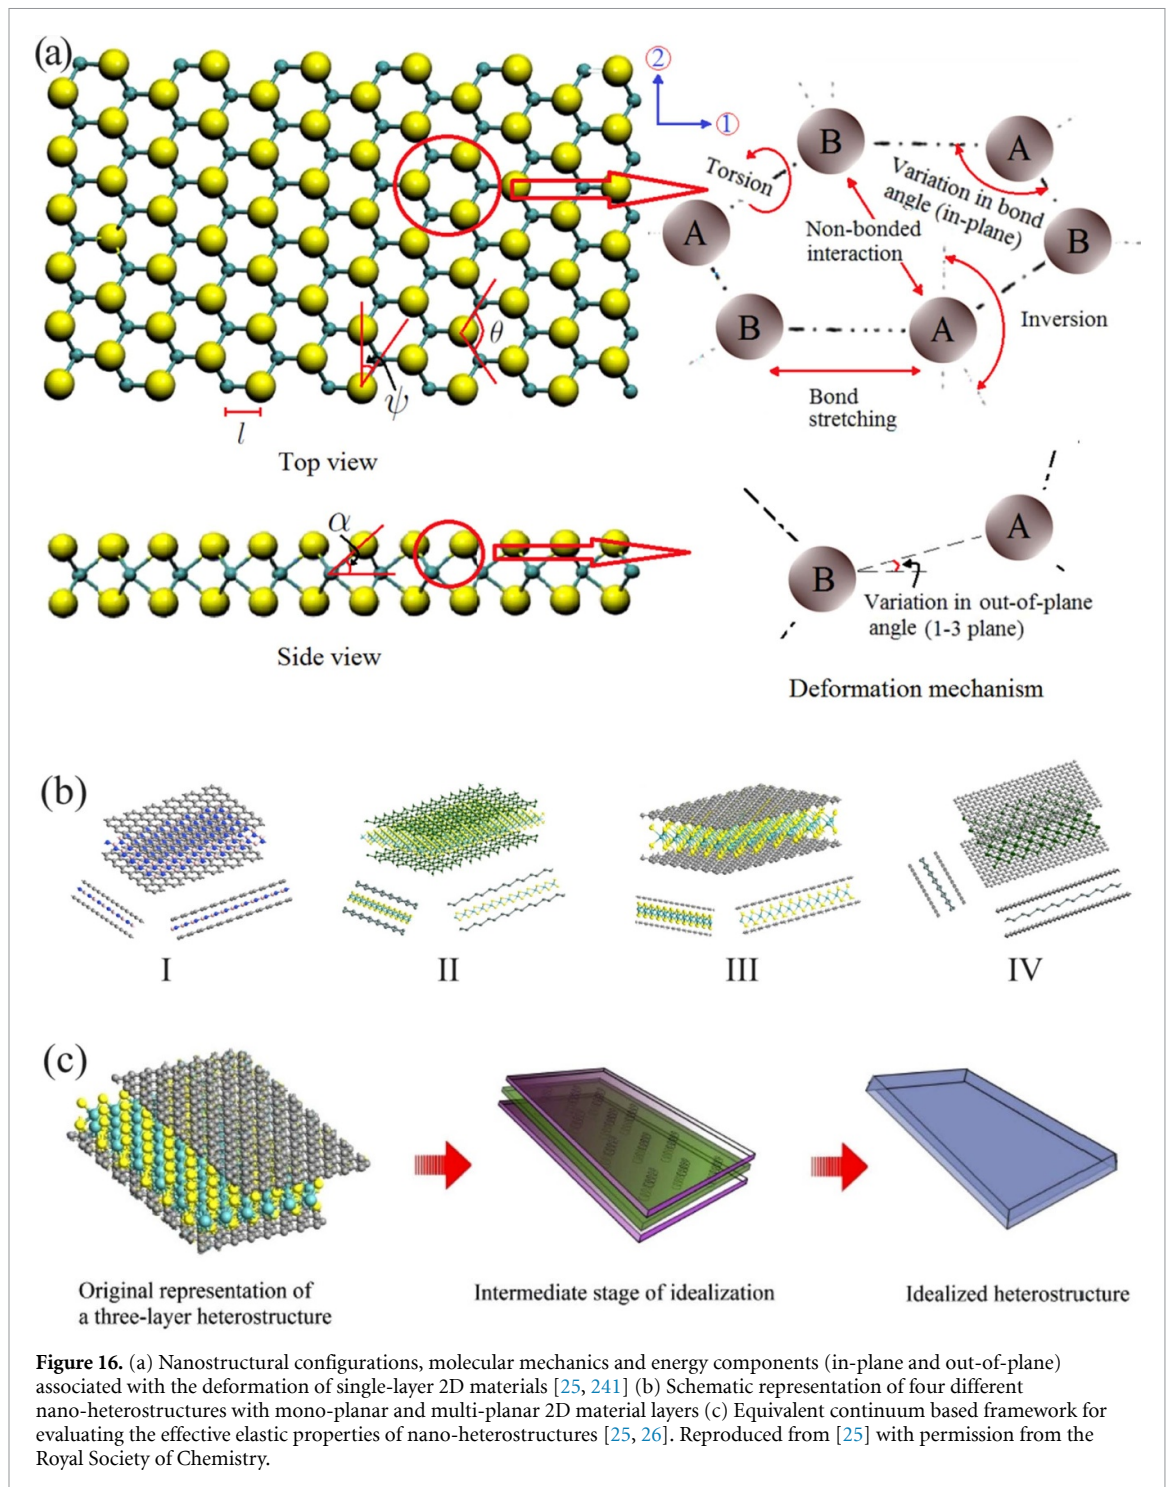 (a)
②
①
B
A
Torsion
Variation in bond
angle (in-plane)
A
Non-bonded
interaction
B
B
A
Inversion
θ
ψ
l
Bond
stretching
Top view
α
A
B
Variation in out-of-plane
angle (1-3 plane)
Side view
Deformation mechanism
(b)
I
II
III
IV
(c)
Original representation of
a three-layer heterostructure
Intermediate stage of idealization
Idealized heterostructure
Figure 16. (a) Nanostructural configurations, molecular mechanics and energy components (in-plane and out-of-plane)
associated with the deformation of single-layer 2D materials [25, 241] (b) Schematic representation of four different
nano-heterostructures with mono-planar and multi-planar 2D material layers (c) Equivalent continuum based framework for
evaluating the effective elastic properties of nano-heterostructures [25, 26]. Reproduced from [25] with permission from the
Royal Society of Chemistry.